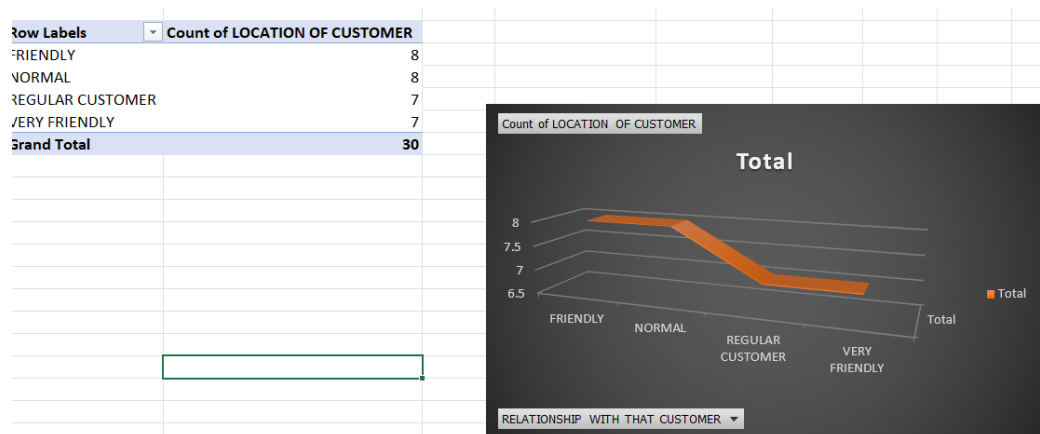 Row Labels Count of LOCATION OF CUSTOMER
FRIENDLY 8
NORMAL 8
REGULAR CUSTOMER 7
VERY FRIENDLY 7
Grand Total 30
Count of LOCATION OF CUSTOMER
Total
8
7.5
7
6.5
FRIENDLY
NORMAL
REGULAR
CUSTOMER
VERY
FRIENDLY
Total
Total
RELATIONSHIP WITH THAT CUSTOMER